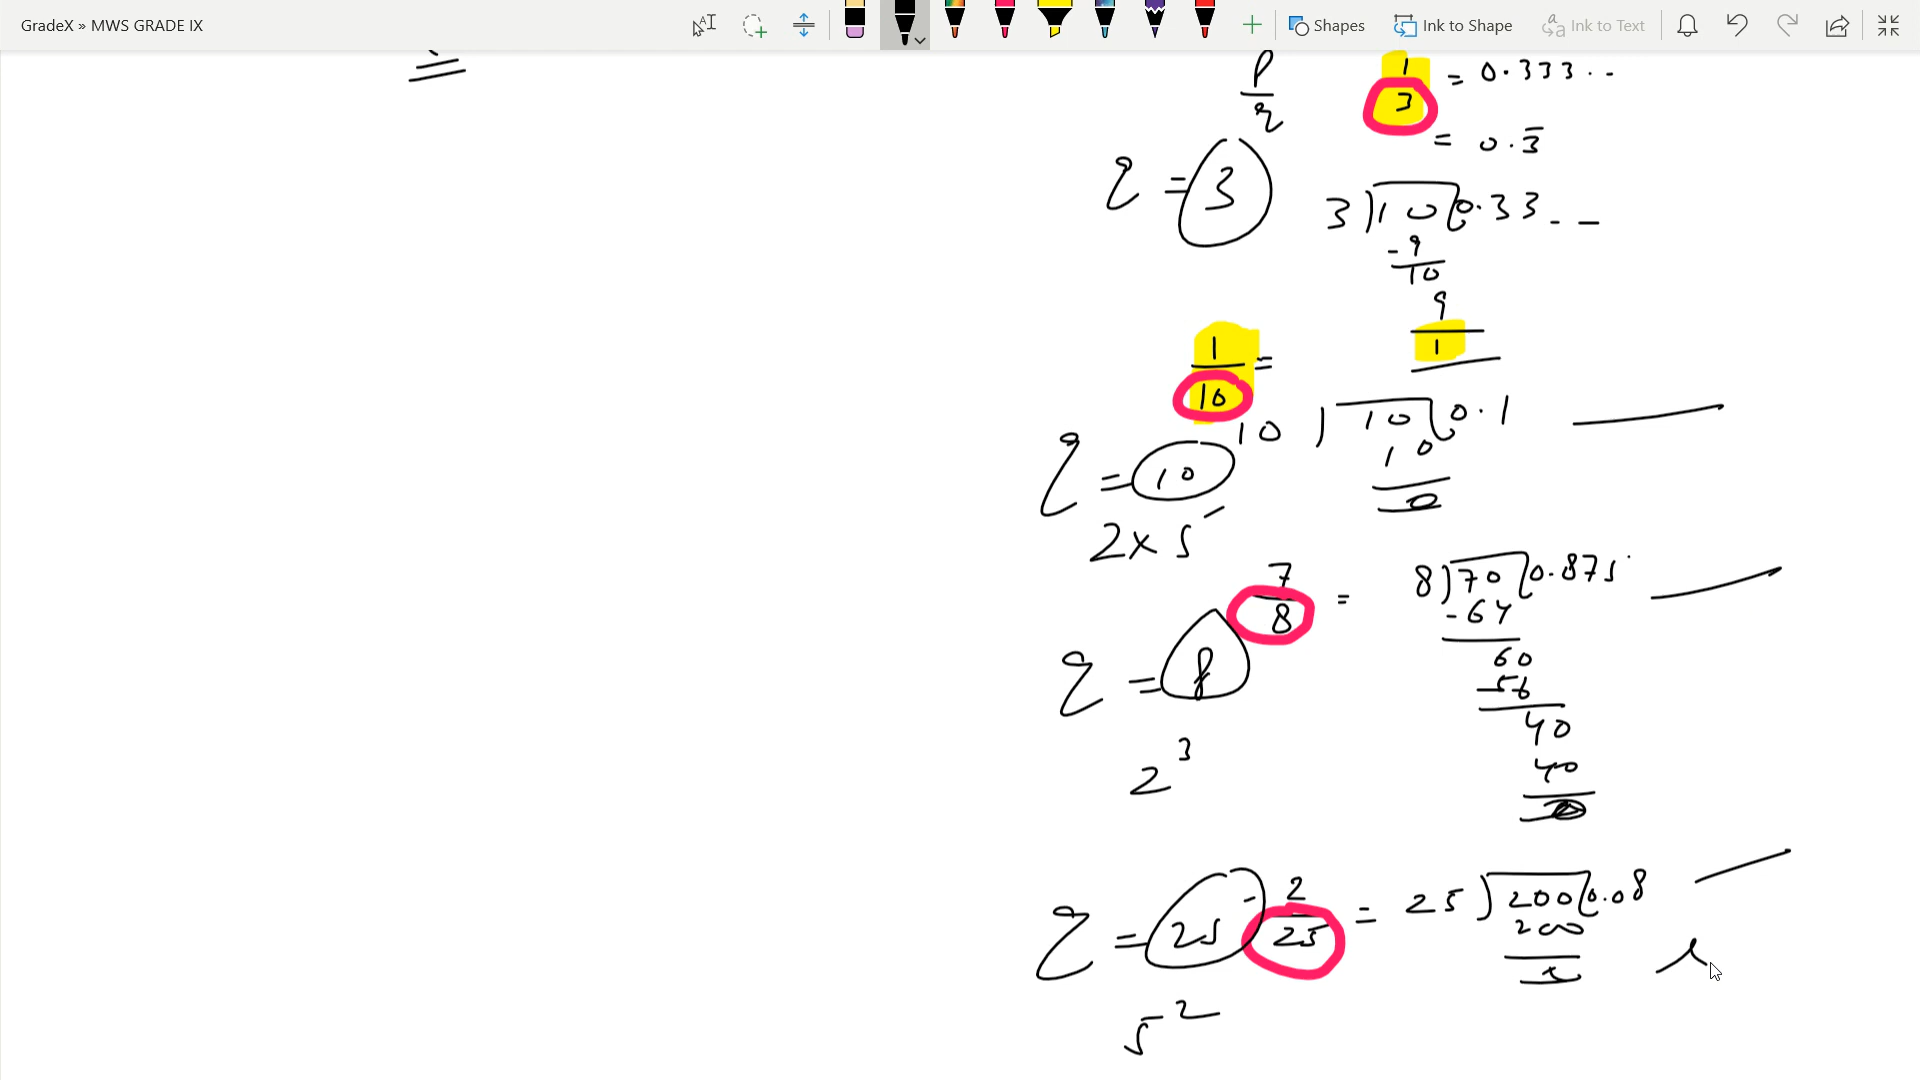 GradeX » MWS GRADE IX
Shapes
Ink to Shape
Ink to Text
p/q
1/3 = 0.333..
= 0.3̅
q = 3
3)10(0.33--
-9
10
9
1
1/10 =
10)10(0.1
10
0
q = 10
2x5
7/8 =
8)70(0.875
-64
60
56
40
40
0
q = 8
2³
q = 25
2/25 =
25)200(0.08
200
x
5²